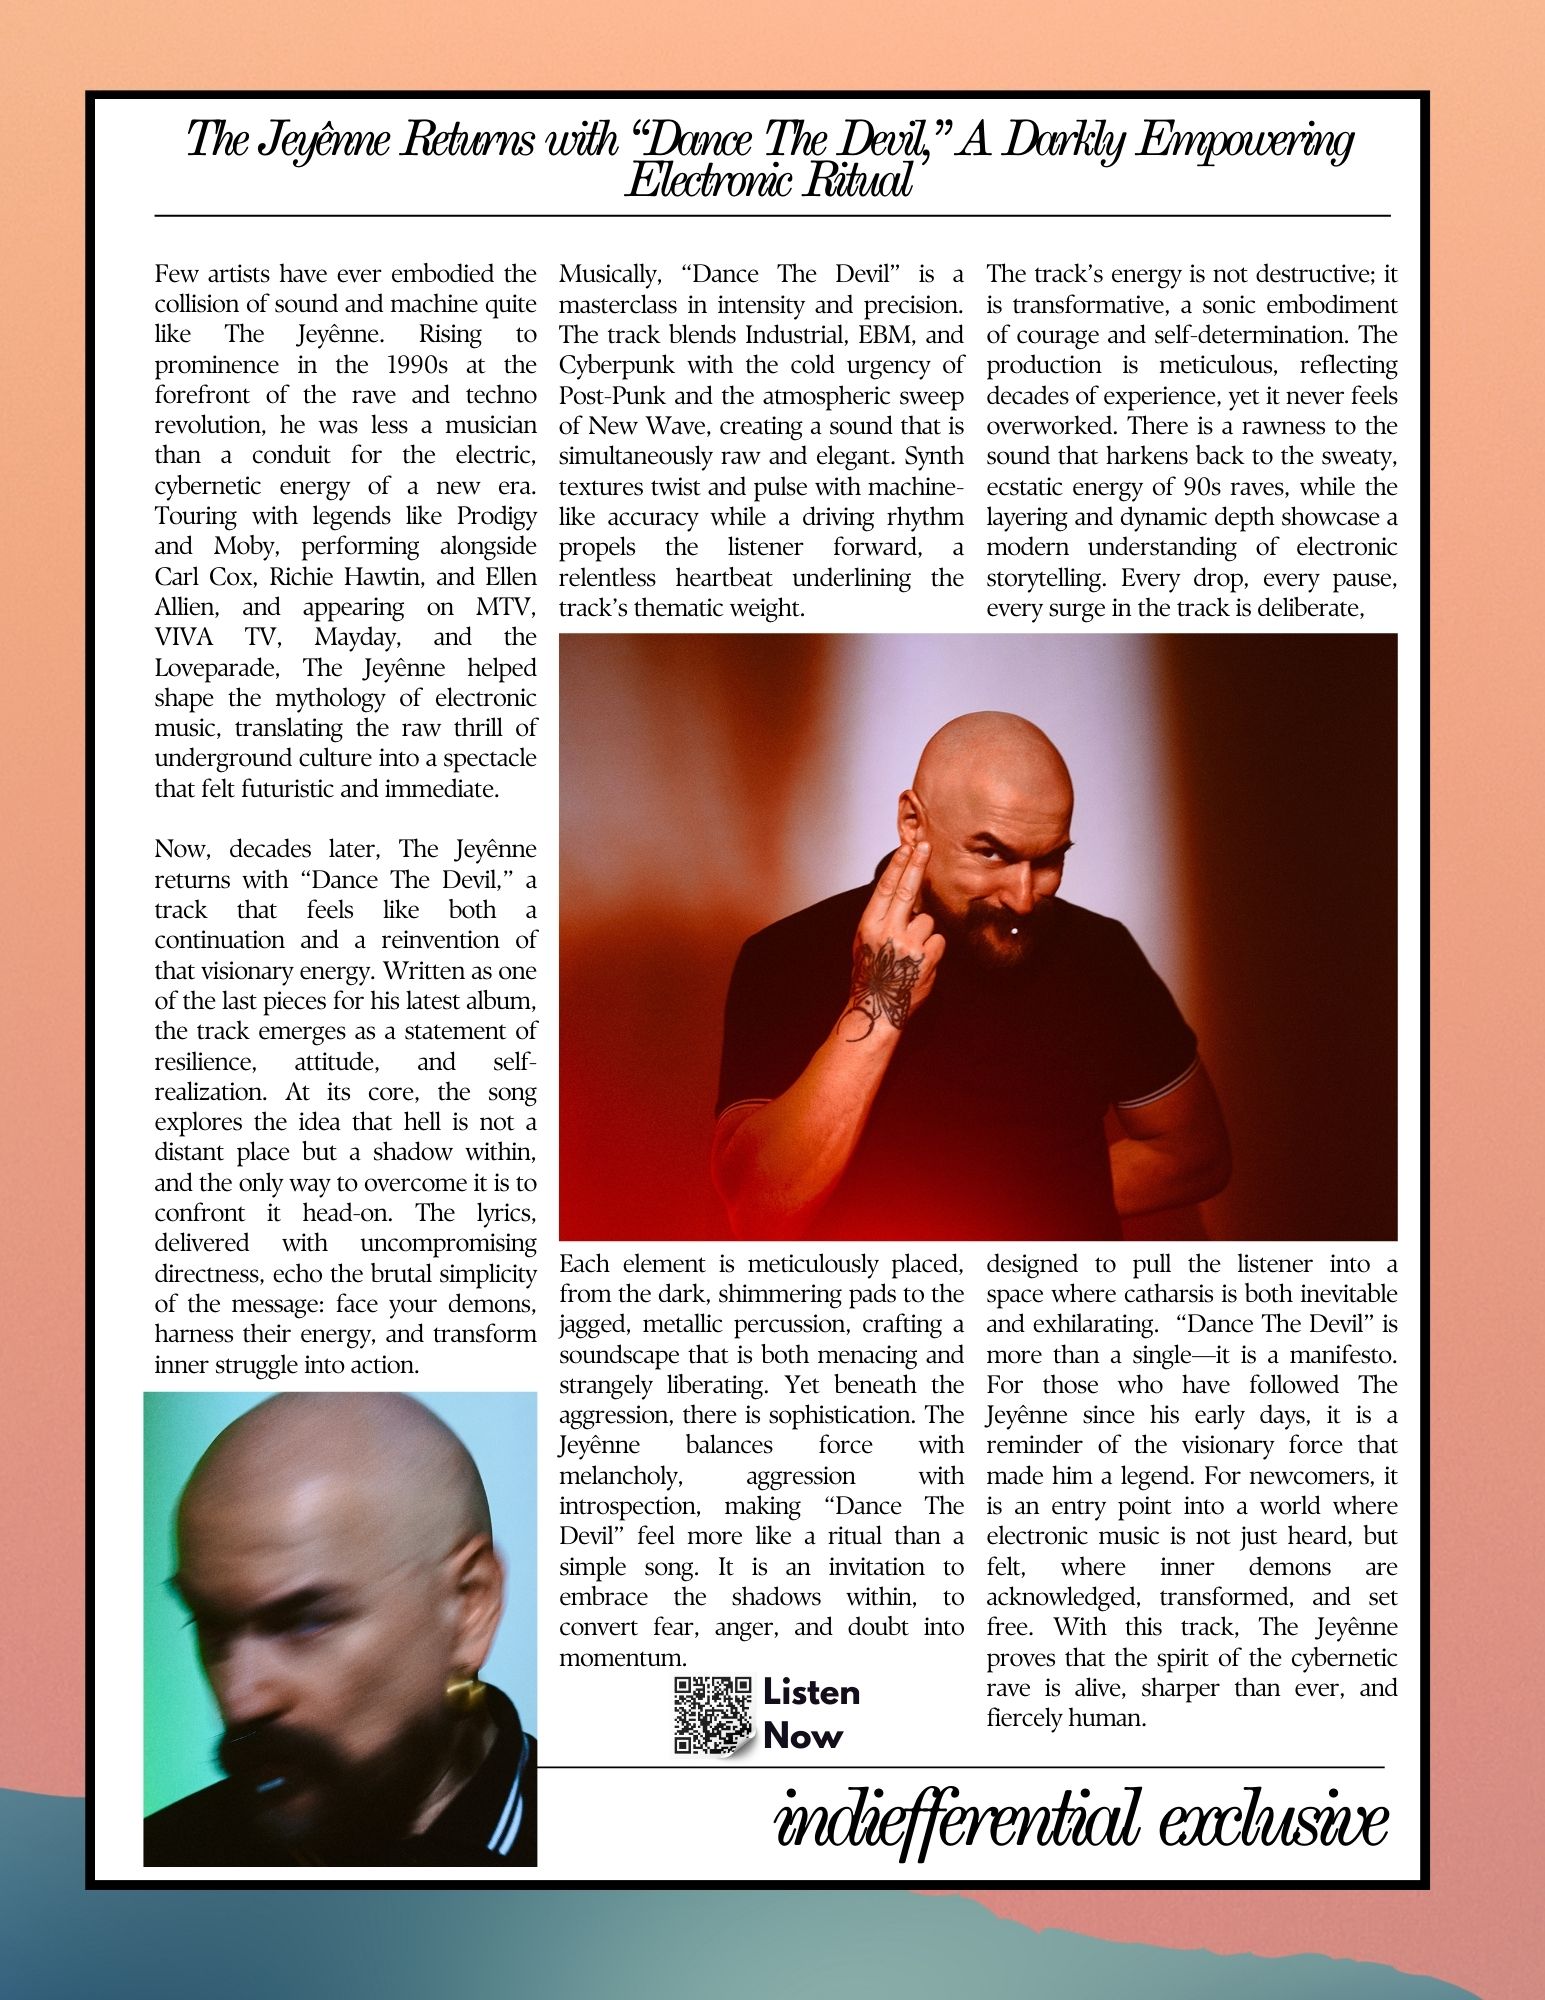 The Jeyênne Returns with “Dance The Devil,” A Darkly Empowering
Electronic Ritual
Few artists have ever embodied the
collision of sound and machine quite
like The Jeyênne. Rising to
prominence in the 1990s at the
forefront of the rave and techno
revolution, he was less a musician
than a conduit for the electric,
cybernetic energy of a new era.
Touring with legends like Prodigy
and Moby, performing alongside
Carl Cox, Richie Hawtin, and Ellen
Allien, and appearing on MTV,
VIVA TV, Mayday, and the
Loveparade, The Jeyênne helped
shape the mythology of electronic
music, translating the raw thrill of
underground culture into a spectacle
that felt futuristic and immediate.
Now, decades later, The Jeyênne
returns with “Dance The Devil,” a
track that feels like both a
continuation and a reinvention of
that visionary energy. Written as one
of the last pieces for his latest album,
the track emerges as a statement of
resilience, attitude, and self-
realization. At its core, the song
explores the idea that hell is not a
distant place but a shadow within,
and the only way to overcome it is to
confront it head-on. The lyrics,
delivered with uncompromising
directness, echo the brutal simplicity
of the message: face your demons,
harness their energy, and transform
inner struggle into action.
Musically, “Dance The Devil” is a
masterclass in intensity and precision.
The track blends Industrial, EBM, and
Cyberpunk with the cold urgency of
Post-Punk and the atmospheric sweep
of New Wave, creating a sound that is
simultaneously raw and elegant. Synth
textures twist and pulse with machine-
like accuracy while a driving rhythm
propels the listener forward, a
relentless heartbeat underlining the
track’s thematic weight.
Each element is meticulously placed,
from the dark, shimmering pads to the
jagged, metallic percussion, crafting a
soundscape that is both menacing and
strangely liberating. Yet beneath the
aggression, there is sophistication. The
Jeyênne balances force with
melancholy, aggression with
introspection, making “Dance The
Devil” feel more like a ritual than a
simple song. It is an invitation to
embrace the shadows within, to
convert fear, anger, and doubt into
momentum.
Listen
Now
The track’s energy is not destructive; it
is transformative, a sonic embodiment
of courage and self-determination. The
production is meticulous, reflecting
decades of experience, yet it never feels
overworked. There is a rawness to the
sound that harkens back to the sweaty,
ecstatic energy of 90s raves, while the
layering and dynamic depth showcase a
modern understanding of electronic
storytelling. Every drop, every pause,
every surge in the track is deliberate,
designed to pull the listener into a
space where catharsis is both inevitable
and exhilarating. “Dance The Devil” is
more than a single—it is a manifesto.
For those who have followed The
Jeyênne since his early days, it is a
reminder of the visionary force that
made him a legend. For newcomers, it
is an entry point into a world where
electronic music is not just heard, but
felt, where inner demons are
acknowledged, transformed, and set
free. With this track, The Jeyênne
proves that the spirit of the cybernetic
rave is alive, sharper than ever, and
fiercely human.
indiefferential exclusive